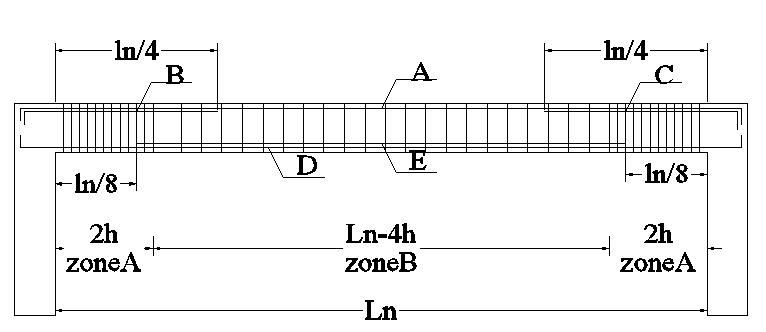 ln/4
ln/4
B
A
C
D
E
ln/8
ln/8
2h
zoneA
Ln-4h
zoneB
2h
zoneA
Ln